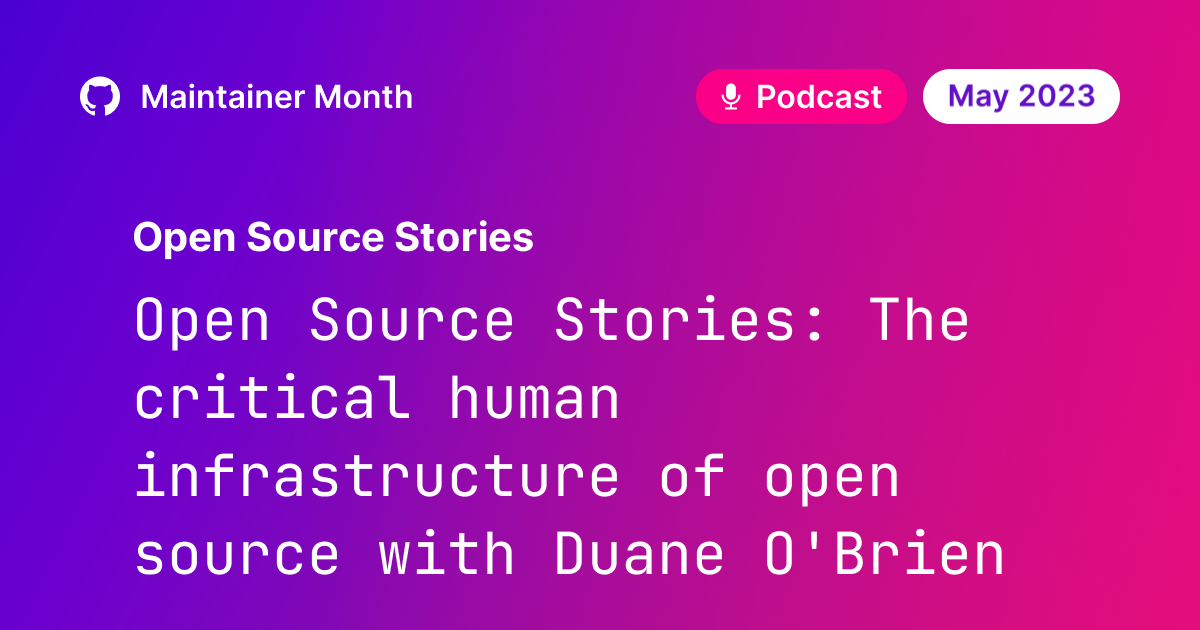 Maintainer Month
Podcast
May 2023
Open Source Stories
Open Source Stories: The
critical human
infrastructure of open
source with Duane O'Brien